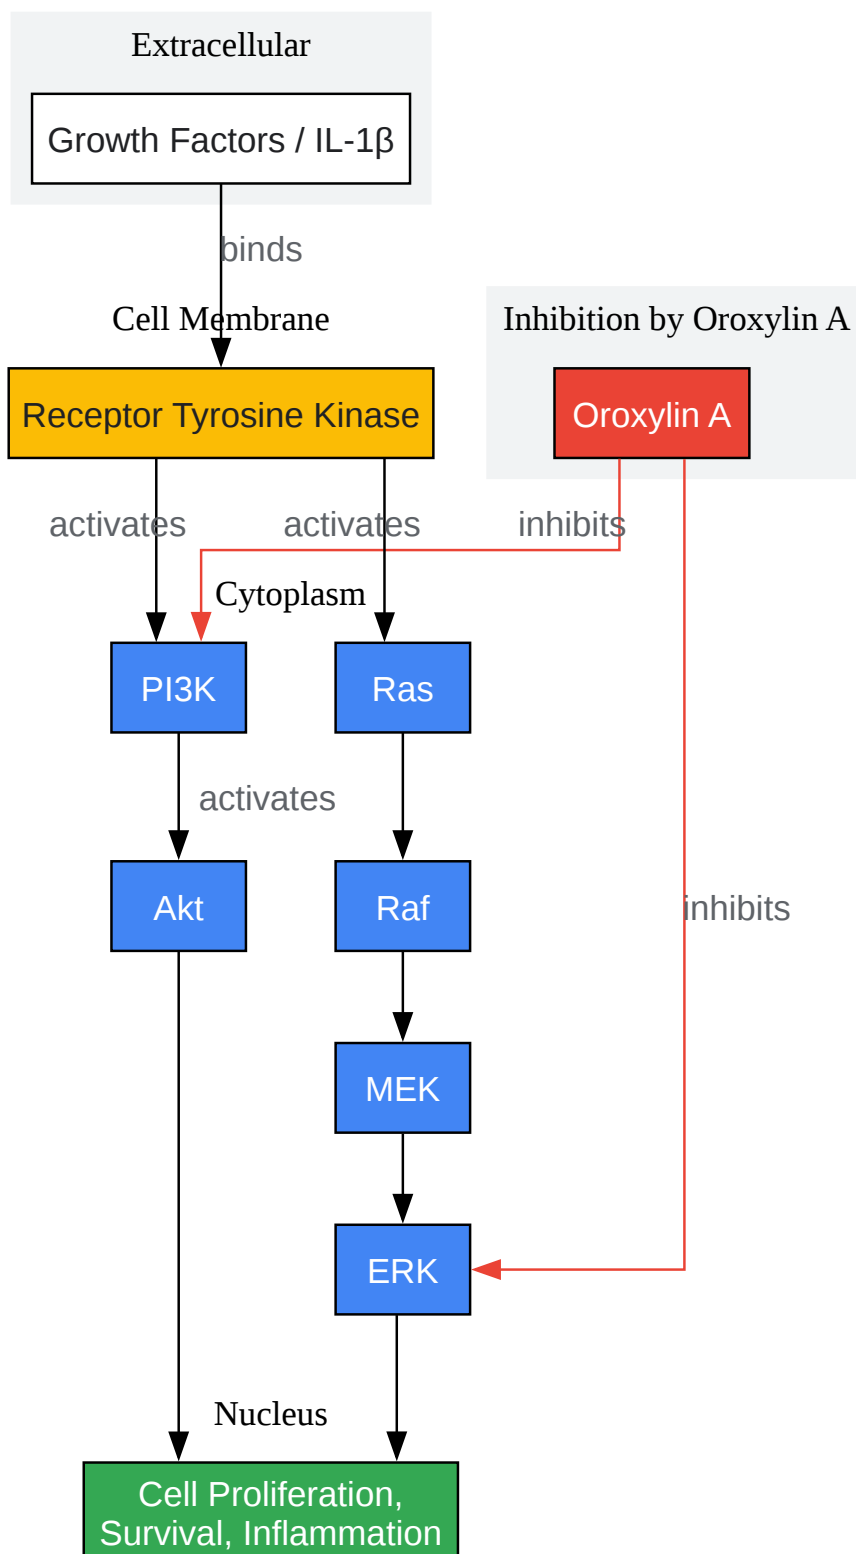 Extracellular
Growth Factors / IL-1β
binds
Cell Membrane
Inhibition by Oroxylin A
Receptor Tyrosine Kinase
Oroxylin A
activates
activates
inhibits
Cytoplasm
PI3K
Ras
activates
Akt
Raf
inhibits
MEK
ERK
Nucleus
Cell Proliferation,
Survival, Inflammation